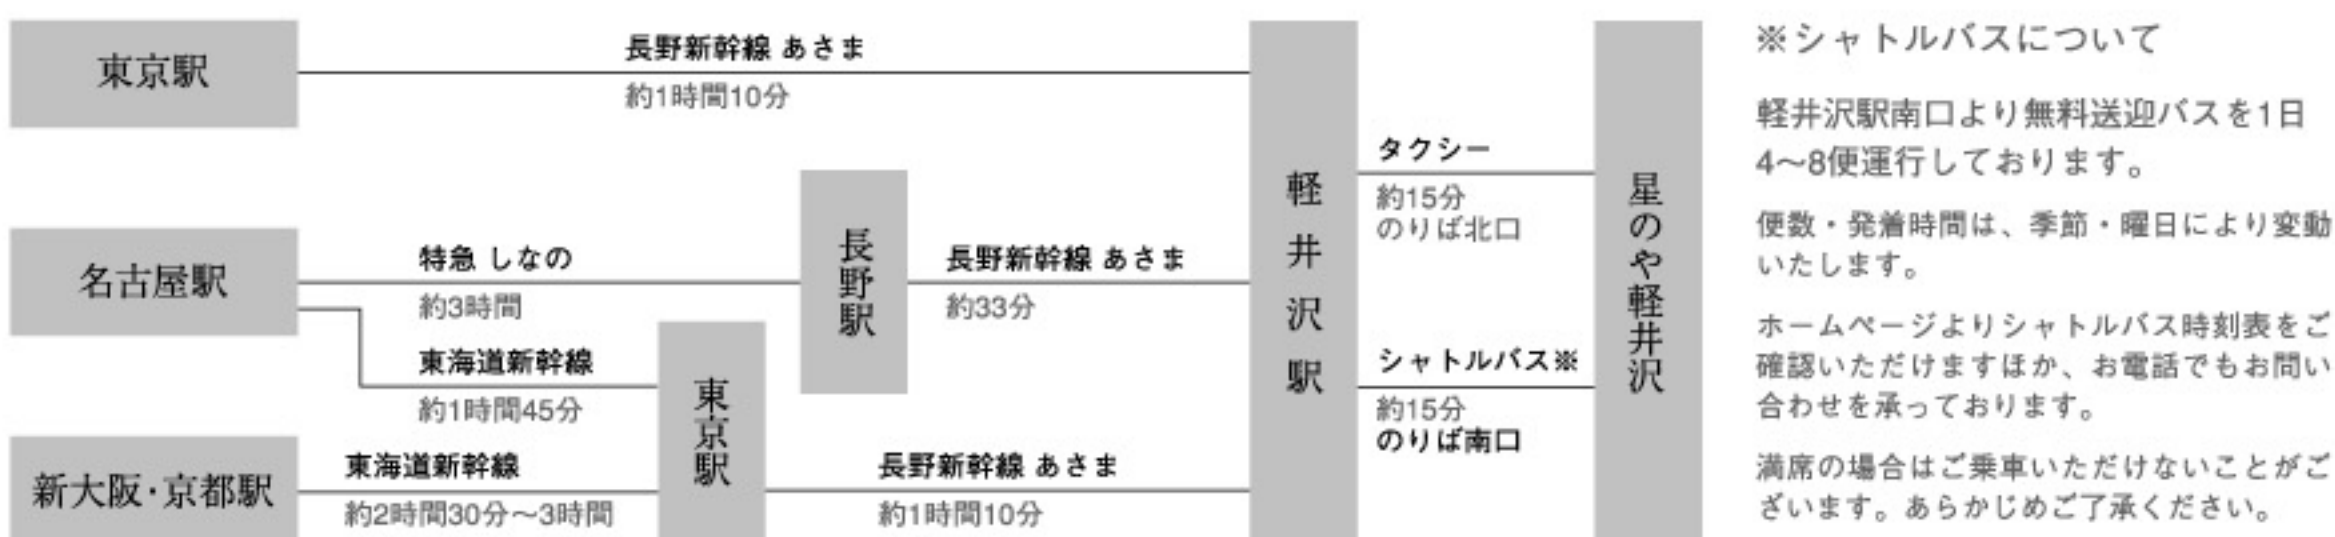 東京駅
長野新幹線 あさま
約1時間10分
名古屋駅
特急 しなの
約3時間
長野駅
長野新幹線 あさま
約33分
東海道新幹線
約1時間45分
新大阪・京都駅
東海道新幹線
約2時間30分〜3時間
東京駅
長野新幹線 あさま
約1時間10分
軽井沢駅
タクシー
約15分
のりば北口
シャトルバス※
約15分
のりば南口
星のや軽井沢
※シャトルバスについて
軽井沢駅南口より無料送迎バスを1日
4〜8便運行しております。
便数・発着時間は、季節・曜日により変動
いたします。
ホームページよりシャトルバス時刻表をご
確認いただけますほか、お電話でもお問い
合わせを承っております。
満席の場合はご乗車いただけないことがご
ざいます。あらかじめご了承ください。